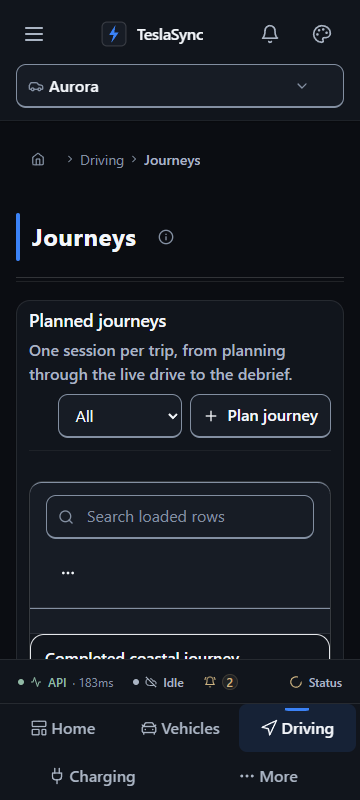 TeslaSync
Aurora
Driving
Journeys
Journeys
Planned journeys
One session per trip, from planning
through the live drive to the debrief.
All
Plan journey
Search loaded rows
...
Completed coastal journey
API · 183ms
Idle
2
Status
Home
Vehicles
Driving
Charging
More